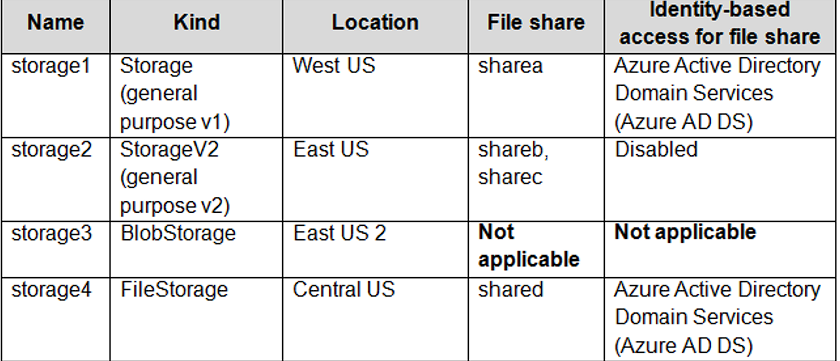 Name Kind Location File share Identity-based access for file share
storage1 Storage (general purpose v1) West US sharea Azure Active Directory Domain Services (Azure AD DS)
storage2 StorageV2 (general purpose v2) East US shareb, sharec Disabled
storage3 BlobStorage East US 2 Not applicable Not applicable
storage4 FileStorage Central US shared Azure Active Directory Domain Services (Azure AD DS)